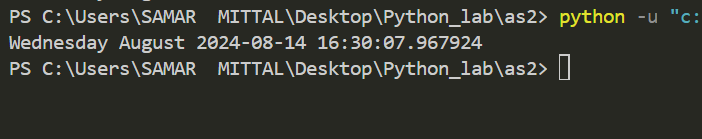 PS C:\Users\SAMAR  MITTAL\Desktop\Python_lab\as2> python -u "c:
Wednesday August 2024-08-14 16:30:07.967924
PS C:\Users\SAMAR  MITTAL\Desktop\Python_lab\as2>